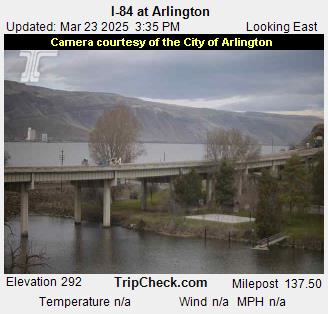 I-84 at Arlington
Updated: Mar 23 2025 3:35 PM Looking East
Camera courtesy of the City of Arlington
Elevation 292 TripCheck.com Milepost 137.50
Temperature n/a Wind n/a MPH n/a